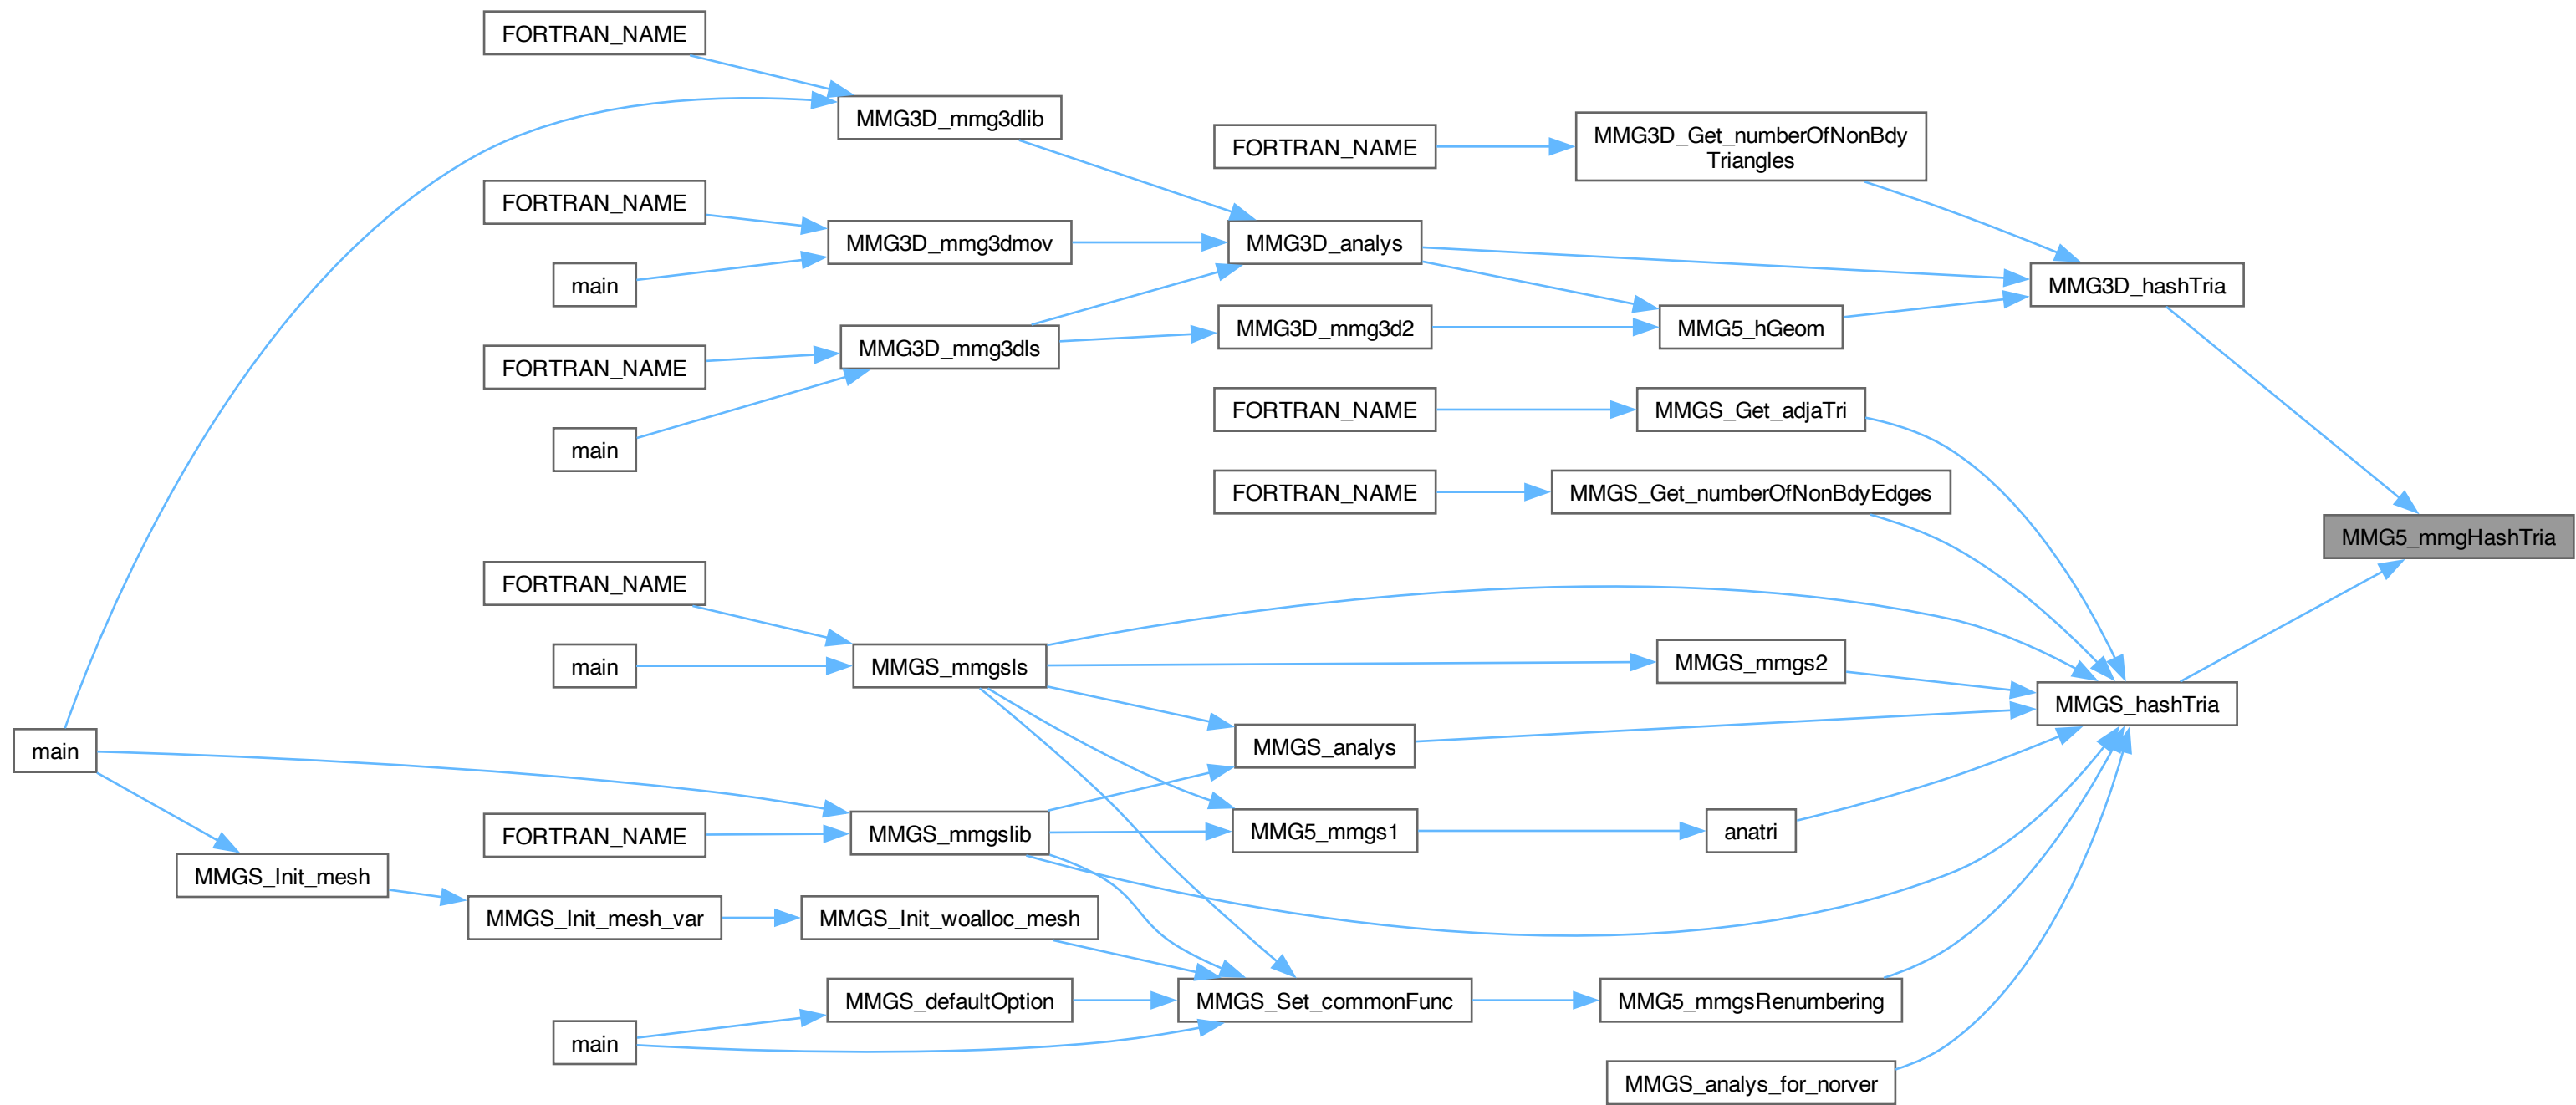 FORTRAN_NAME
MMG3D_mmg3dlib
MMG3D_Get_numberOfNonBdy
Triangles
FORTRAN_NAME
FORTRAN_NAME
MMG3D_mmg3dmov
MMG3D_analys
main
MMG3D_hashTria
MMG3D_mmg3d2
MMG5_hGeom
MMG3D_mmg3dls
FORTRAN_NAME
FORTRAN_NAME
MMGS_Get_adjaTri
main
FORTRAN_NAME
MMGS_Get_numberOfNonBdyEdges
MMG5_mmgHashTria
FORTRAN_NAME
main
MMGS_mmgsls
MMGS_mmgs2
MMGS_hashTria
main
MMGS_analys
FORTRAN_NAME
MMGS_mmgslib
MMG5_mmgs1
anatri
MMGS_Init_mesh
MMGS_Init_mesh_var
MMGS_Init_woalloc_mesh
MMGS_defaultOption
MMGS_Set_commonFunc
MMG5_mmgsRenumbering
main
MMGS_analys_for_norver